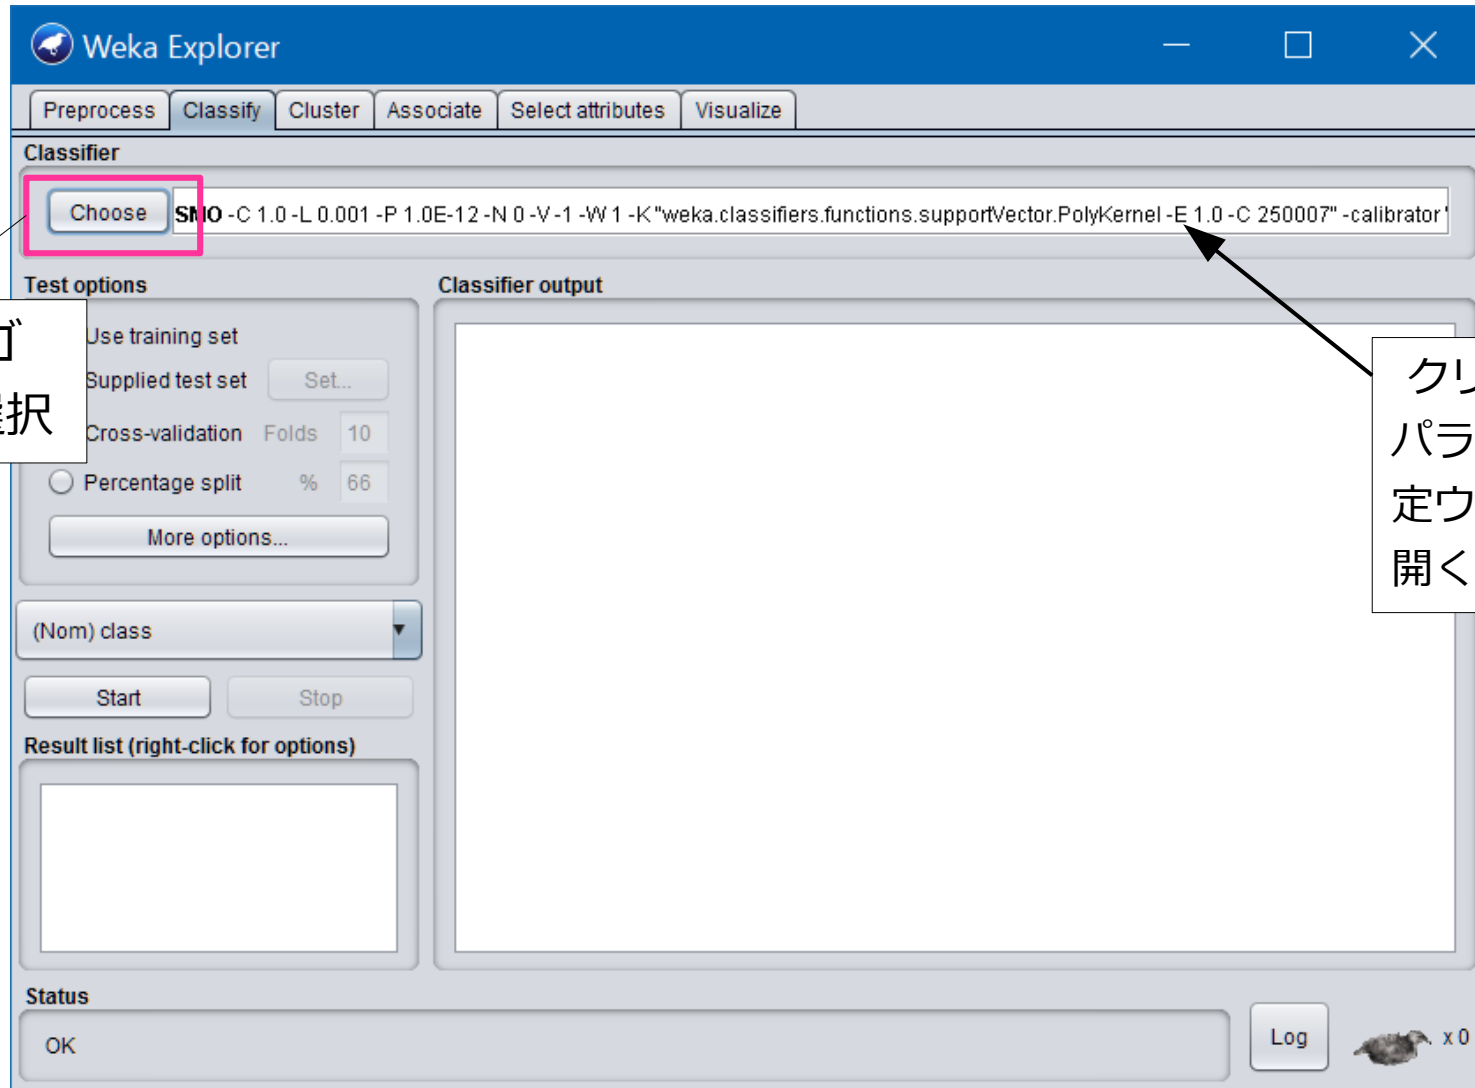 Weka Explorer
Preprocess Classify Cluster Associate Select attributes Visualize
Classifier
Choose SMO -C 1.0 -L 0.001 -P 1.0E-12 -N 0 -V -1 -W 1 -K "weka.classifiers.functions.supportVector.PolyKernel -E 1.0 -C 250007" -calibrator "
Test options
Use training set
Supplied test set Set...
Cross-validation Folds 10
Percentage split % 66
More options...
(Nom) class
Start Stop
Result list (right-click for options)
Classifier output
ゴ
選択
クリ
パラ
定ウ
開く
Status
OK
Log
x 0